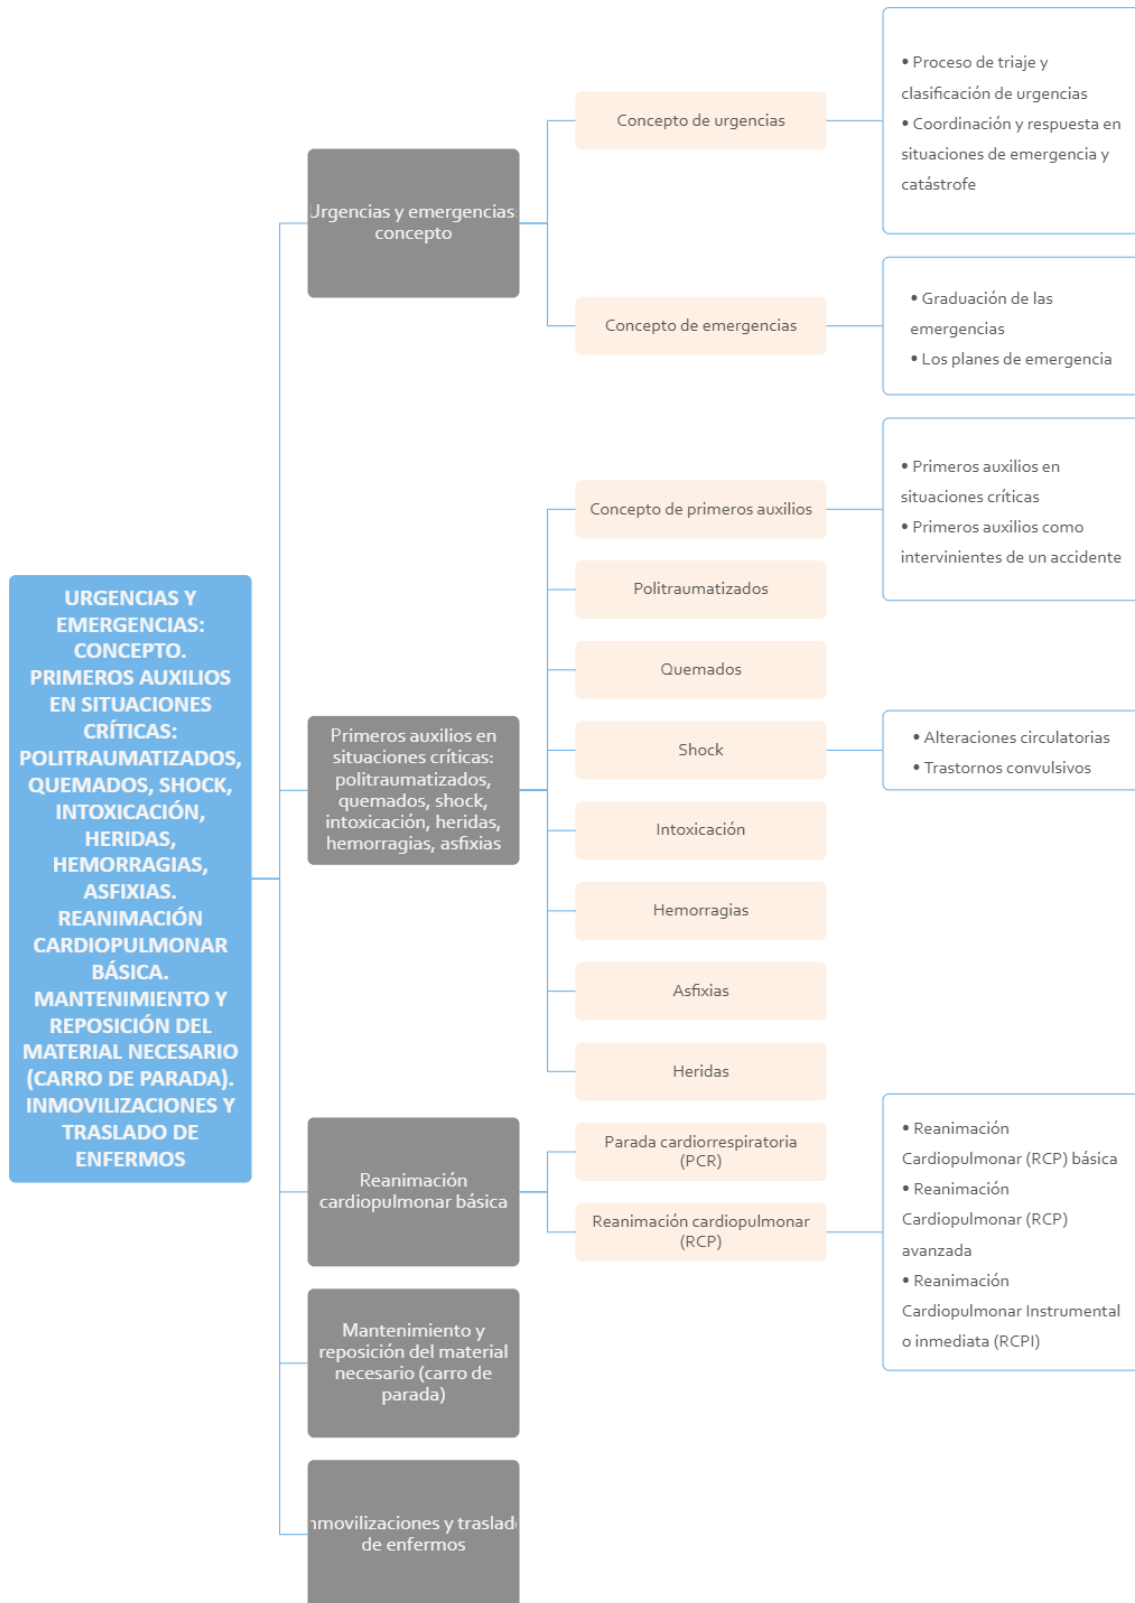 URGENCIAS Y
EMERGENCIAS:
CONCEPTO.
PRIMEROS AUXILIOS
EN SITUACIONES
CRÍTICAS:
POLITRAUMATIZADOS,
QUEMADOS, SHOCK,
INTOXICACIÓN,
HERIDAS,
HEMORRAGIAS,
ASFIXIAS.
REANIMACIÓN
CARDIOPULMONAR
BÁSICA.
MANTENIMIENTO Y
REPOSICIÓN DEL
MATERIAL NECESARIO
(CARRO DE PARADA).
INMOVILIZACIONES Y
TRASLADO DE
ENFERMOS
Urgencias y emergencias:
concepto
Concepto de urgencias
• Proceso de triaje y
clasificación de urgencias
• Coordinación y respuesta en
situaciones de emergencia y
catástrofe
Concepto de emergencias
• Graduación de las
emergencias
• Los planes de emergencia
Primeros auxilios en
situaciones críticas:
politraumatizados,
quemados, shock,
intoxicación, heridas,
hemorragias, asfixias
Concepto de primeros auxilios
• Primeros auxilios en
situaciones críticas
• Primeros auxilios como
intervinientes de un accidente
Politraumatizados
Quemados
Shock
• Alteraciones circulatorias
• Trastornos convulsivos
Intoxicación
Hemorragias
Asfixias
Heridas
Reanimación
cardiopulmonar básica
Parada cardiorrespiratoria
(PCR)
Reanimación cardiopulmonar
(RCP)
• Reanimación
Cardiopulmonar (RCP) básica
• Reanimación
Cardiopulmonar (RCP)
avanzada
• Reanimación
Cardiopulmonar Instrumental
o inmediata (RCPI)
Mantenimiento y
reposición del material
necesario (carro de
parada)
Inmovilizaciones y traslado
de enfermos